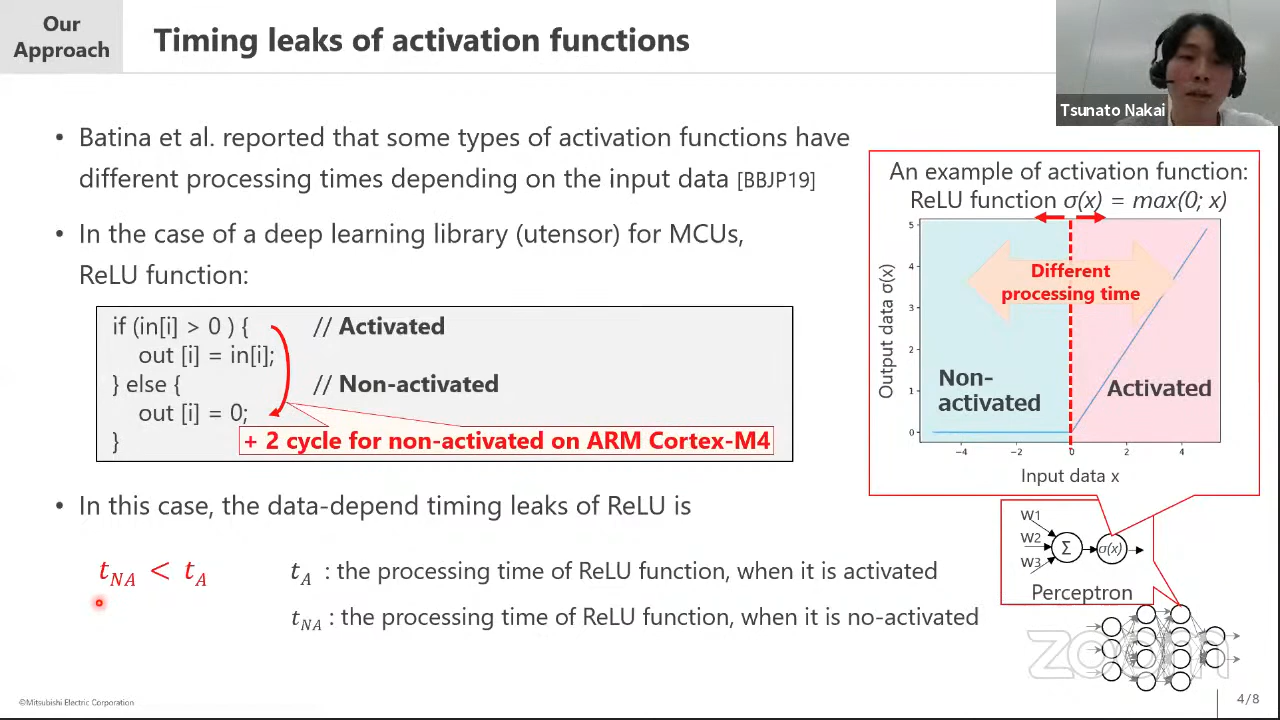 Our
Approach
Timing leaks of activation functions
Tsunato Nakai
• Batina et al. reported that some types of activation functions have
different processing times depending on the input data [BBJP19]
• In the case of a deep learning library (utensor) for MCUs,
ReLU function:
if (in[i] > 0 ) { // Activated
out [i] = in[i];
} else { // Non-activated
out [i] = 0;
}
+ 2 cycle for non-activated on ARM Cortex-M4
• In this case, the data-depend timing leaks of ReLU is
t_NA < t_A
t_A : the processing time of ReLU function, when it is activated
t_NA : the processing time of ReLU function, when it is no-activated
An example of activation function:
ReLU function σ(x) = max(0; x)
Different
processing time
Non-
activated
Activated
Output data σ(x)
5
4
3
2
1
0
−4 −2 0 2 4
Input data x
W1
W2
W3
Σ
σ(x)
Perceptron
zoom
©Mitsubishi Electric Corporation
4/8